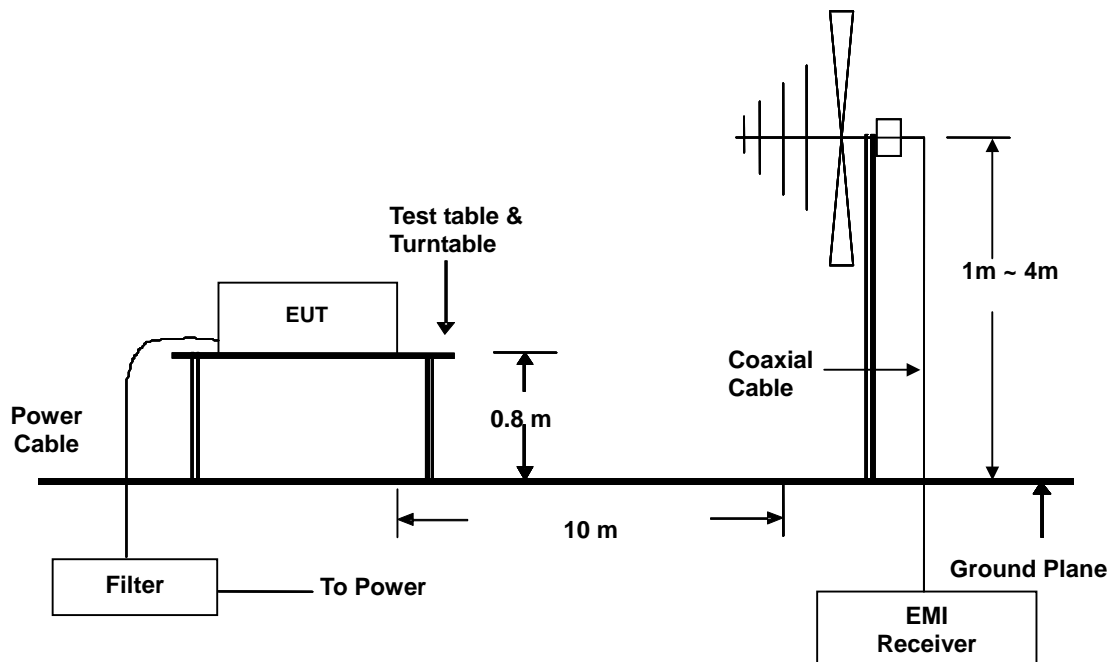 Test table &
Turntable
EUT
1m ~ 4m
Coaxial
Cable
0.8 m
Power
Cable
10 m
Ground Plane
Filter
To Power
EMI
Receiver